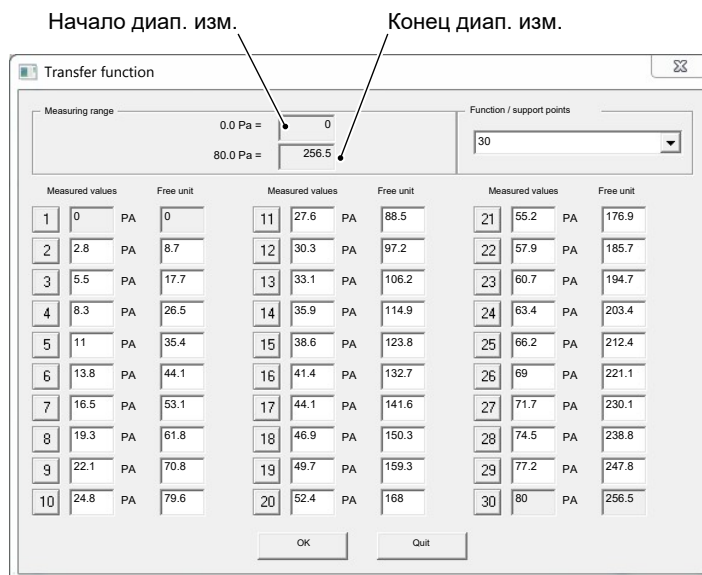 Начало диап. изм. Конец диап. изм.
Transfer function
Measuring range Function / support points
0.0 Pa = 0
30
80.0 Pa = 256.5
Measured values Free unit Measured values Free unit Measured values Free unit
1 0 PA 0 11 27.6 PA 88.5 21 55.2 PA 176.9
2 2.8 PA 8.7 12 30.3 PA 97.2 22 57.9 PA 185.7
3 5.5 PA 17.7 13 33.1 PA 106.2 23 60.7 PA 194.7
4 8.3 PA 26.5 14 35.9 PA 114.9 24 63.4 PA 203.4
5 11 PA 35.4 15 38.6 PA 123.8 25 66.2 PA 212.4
6 13.8 PA 44.1 16 41.4 PA 132.7 26 69 PA 221.1
7 16.5 PA 53.1 17 44.1 PA 141.6 27 71.7 PA 230.1
8 19.3 PA 61.8 18 46.9 PA 150.3 28 74.5 PA 238.8
9 22.1 PA 70.8 19 49.7 PA 159.3 29 77.2 PA 247.8
10 24.8 PA 79.6 20 52.4 PA 168 30 80 PA 256.5
OK Quit